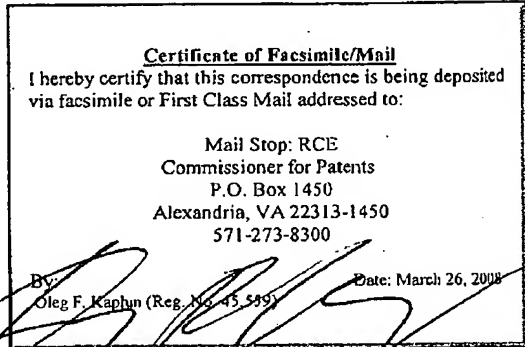 Certificate of Facsimile/Mail
I hereby certify that this correspondence is being deposited
via facsimile or First Class Mail addressed to:
Mail Stop: RCE
Commissioner for Patents
P.O. Box 1450
Alexandria, VA 22313-1450
571-273-8300
By: Date: March 26, 2008
Oleg F. Kaplun (Reg. No. 45,559)